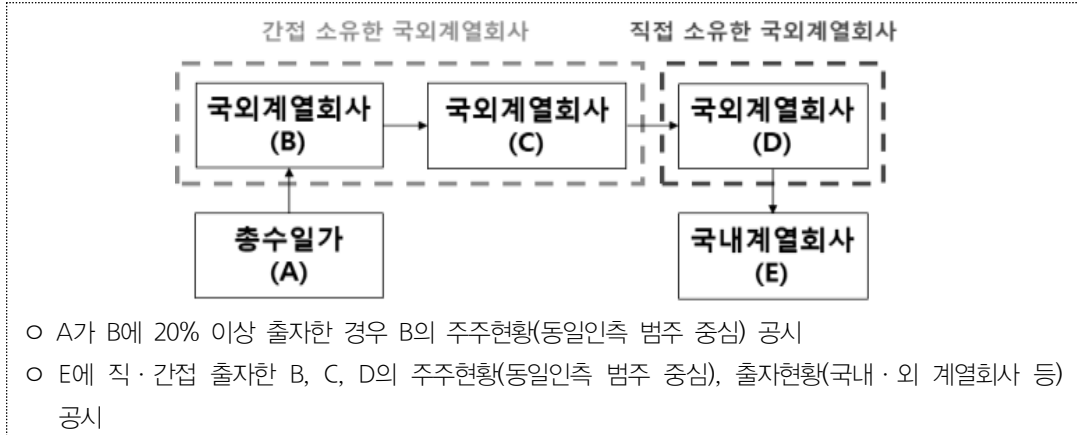 간접 소유한 국외계열회사 직접 소유한 국외계열회사
국외계열회사 국외계열회사 국외계열회사
(B) (C) (D)
총수일가 국내계열회사
(A) (E)
ㅇ A가 B에 20% 이상 출자한 경우 B의 주주현황(동일인측 범주 중심) 공시
ㅇ E에 직·간접 출자한 B, C, D의 주주현황(동일인측 범주 중심), 출자현황(국내·외 계열회사 등)
공시